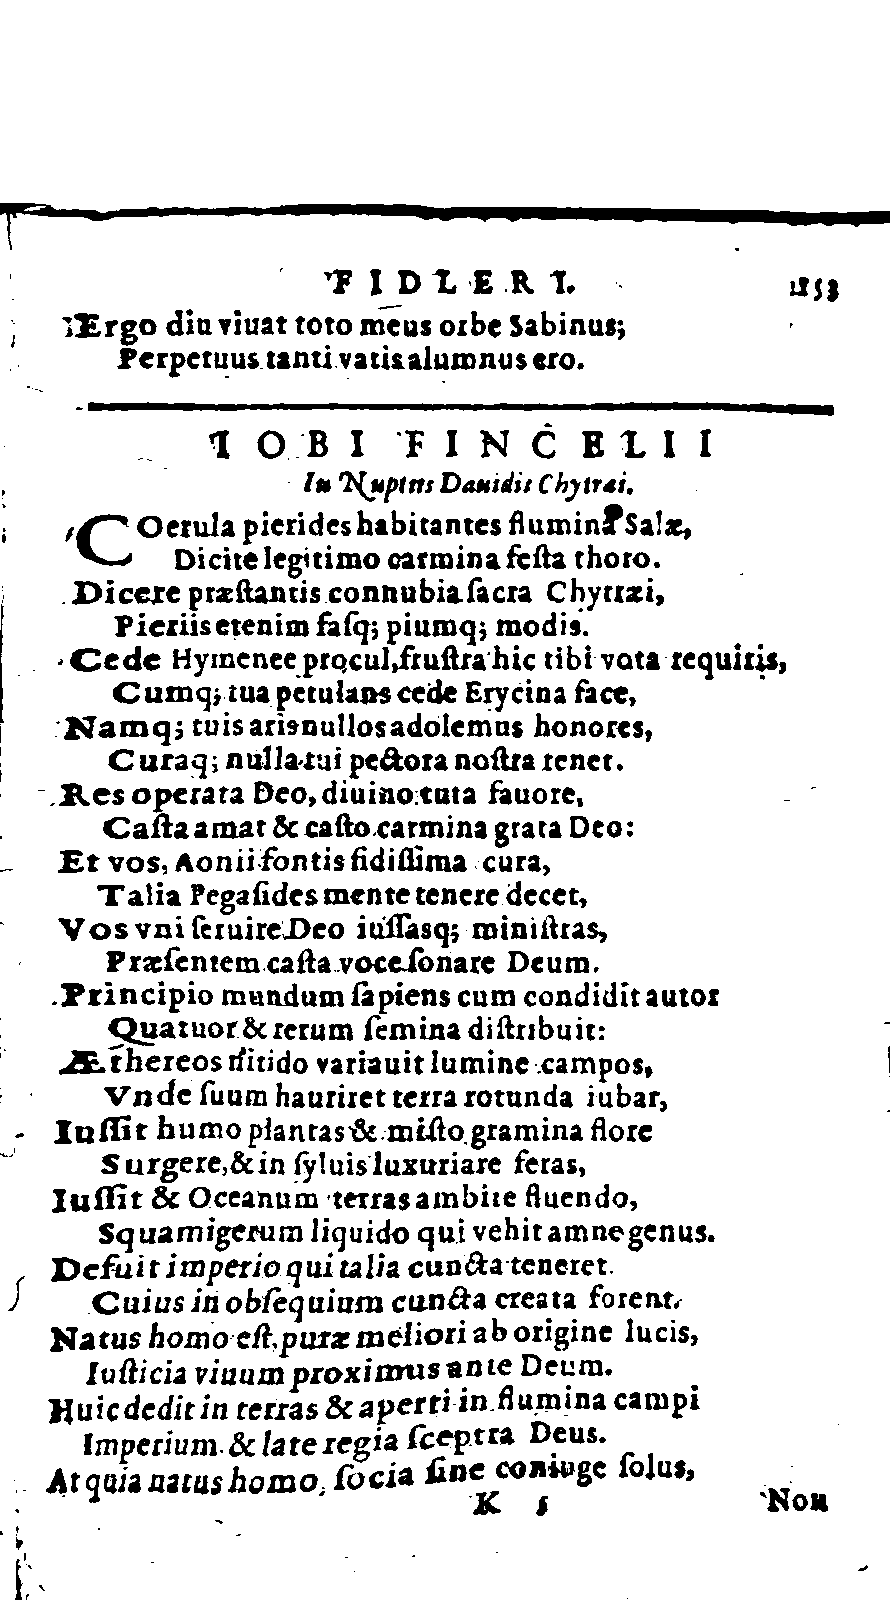 FIDLERI. 153
Ergo diu viuat toto meus orbe Sabinus;
Perpetuus tanti vatis alumnus ero.
IOBI FINCELII
In Nuptiis Dauidis Chytræi.
COerula pierides habitantes flumina Salæ,
Dicite legitimo carmina festa thoro.
Dicere præstantis connubia sacra Chytræi,
Pieriis etenim fasq; piumq; modis.
Cede Hymenee procul, frustra hic tibi vota requiris,
Cumq; tua petulans cede Erycina face,
Namq; tuis aris nullos adolemus honores,
Curaq; nulla tui pectora nostra tenet.
Res operata Deo, diuino tuta fauore,
Casta amat & casto carmina grata Deo:
Et vos, Aonii fontis fidissima cura,
Talia Pegasides mente tenere decet,
Vos vni seruire Deo iussasq; ministras,
Præsentem casta voce sonare Deum.
Principio mundum sapiens cum condidit autor
Quatuor & rerum semina distribuit:
Æthereos nitido variauit lumine campos,
Vnde suum hauriret terra rotunda iubar,
Iussit humo plantas & misto gramina flore
Surgere, & in syluis luxuriare feras,
Iussit & Oceanum terras ambire fluendo,
Squamigerum liquido qui vehit amne genus.
Defuit imperio qui talia cuncta teneret.
Cuius in obsequium cuncta creata forent.
Natus homo est, puræ meliori ab origine lucis,
Iusticia viuum proximus ante Deum.
Huic dedit in terras & aperti in flumina campi
Imperium & late regia sceptra Deus.
At quia natus homo, socia sine coniuge solus,
K 5 Non